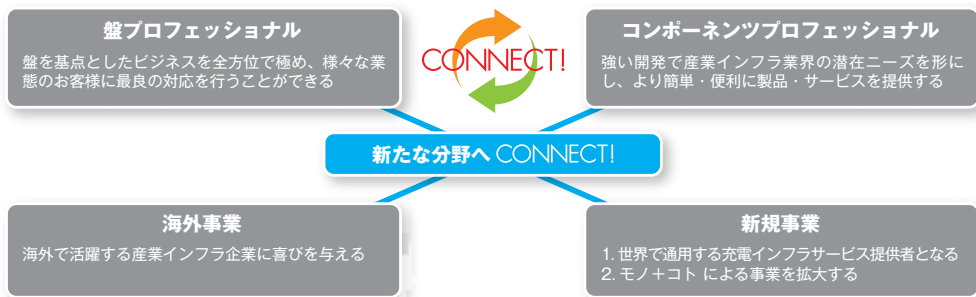 盤プロフェッショナル
盤を基点としたビジネスを全方位で極め、様々な業
態のお客様に最良の対応を行うことができる
CONNECT!
コンポーネンツプロフェッショナル
強い開発で産業インフラ業界の潜在ニーズを形に
し、より簡単・便利に製品・サービスを提供する
新たな分野へ CONNECT!
海外事業
海外で活躍する産業インフラ企業に喜びを与える
新規事業
1. 世界で通用する充電インフラサービス提供者となる
2. モノ＋コト による事業を拡大する